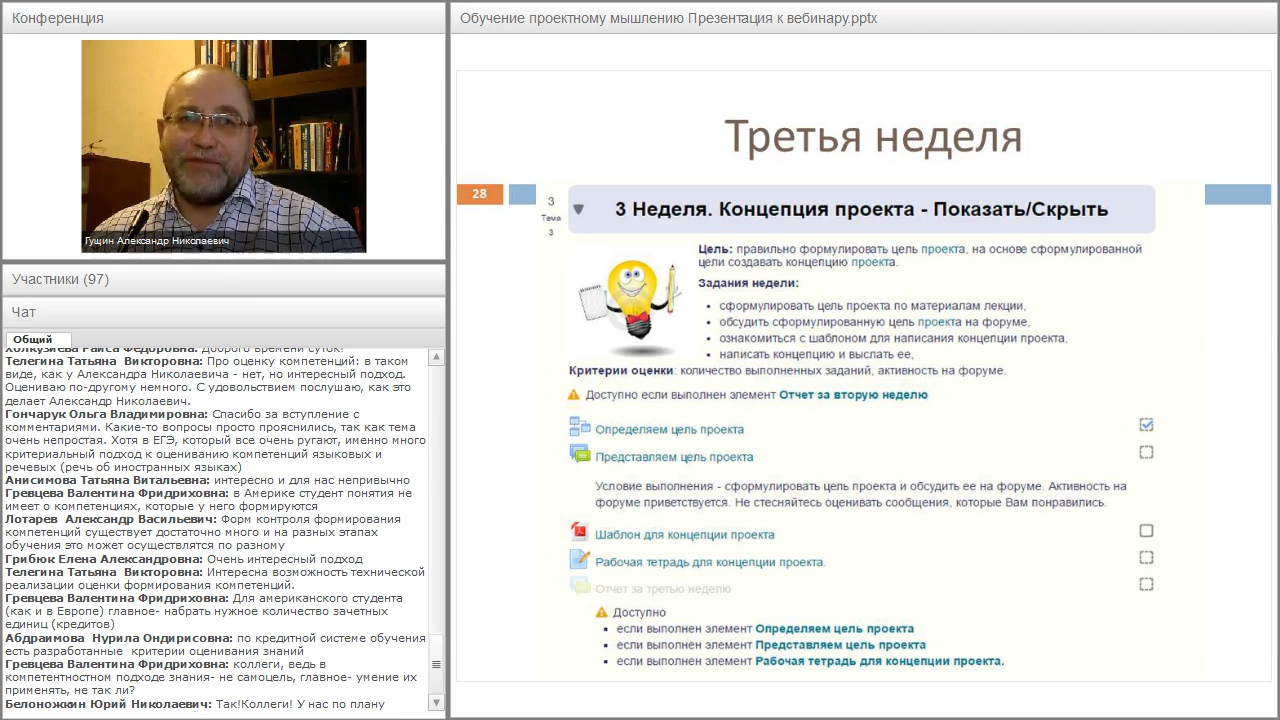 Конференция
Гущин Александр Николаевич
Участники (97)
Чат
Общий
Холкузиева Раиса Федоровна: Доброго времени суток!
Телегина Татьяна Викторовна: Про оценку компетенций: в таком
виде, как у Александра Николаевича - нет, но интересный подход.
Оцениваю по-другому немного. С удовольствием послушаю, как это
делает Александр Николаевич.
Гончарук Ольга Владимировна: Спасибо за вступление с
комментариями. Какие-то вопросы просто прояснились, так как тема
очень непростая. Хотя в ЕГЭ, который все очень ругают, именно много
критериальный подход к оцениванию компетенций языковых и
речевых (речь об иностранных языках)
Анисимова Татьяна Витальевна: интересно и для нас непривычно
Гревцева Валентина Фридриховна: в Америке студент понятия не
имеет о компетенциях, которые у него формируются
Лотарев Александр Васильевич: Форм контроля формирования
компетенций существует достаточно много и на разных этапах
обучения это может осуществлятся по разному
Грибюк Елена Александровна: Очень интересный подход
Телегина Татьяна Викторовна: Интересна возможность технической
реализации оценки формирования компетенций.
Гревцева Валентина Фридриховна: Для американского студента
(как и в Европе) главное- набрать нужное количество зачетных
единиц (кредитов)
Абдраимова Нурила Ондирисовна: по кредитной системе обучения
есть разработанные критерии оценивания знаний
Гревцева Валентина Фридриховна: коллеги, ведь в
компетентностном подходе знания- не самоцель, главное- умение их
применять, не так ли?
Белоножкин Юрий Николаевич: Так!Коллеги! У нас по плану
Обучение проектному мышлению Презентация к вебинару.pptx
Третья неделя
28
3
Тема
3
3 Неделя. Концепция проекта - Показать/Скрыть
Цель: правильно формулировать цель проекта, на основе сформулированной
цели создавать концепцию проекта.
Задания недели:
• сформулировать цель проекта по материалам лекции,
• обсудить сформулированную цель проекта на форуме,
• ознакомиться с шаблоном для написания концепции проекта,
• написать концепцию и выслать ее,
Критерии оценки: количество выполненных заданий, активность на форуме.
Доступно если выполнен элемент Отчет за вторую неделю
Определяем цель проекта
Представляем цель проекта
Условие выполнения - сформулировать цель проекта и обсудить ее на форуме. Активность на
форуме приветствуется. Не стесняйтесь оценивать сообщения, которые Вам понравились.
Шаблон для концепции проекта
Рабочая тетрадь для концепции проекта.
Отчет за третью неделю
Доступно
• если выполнен элемент Определяем цель проекта
• если выполнен элемент Представляем цель проекта
• если выполнен элемент Рабочая тетрадь для концепции проекта.